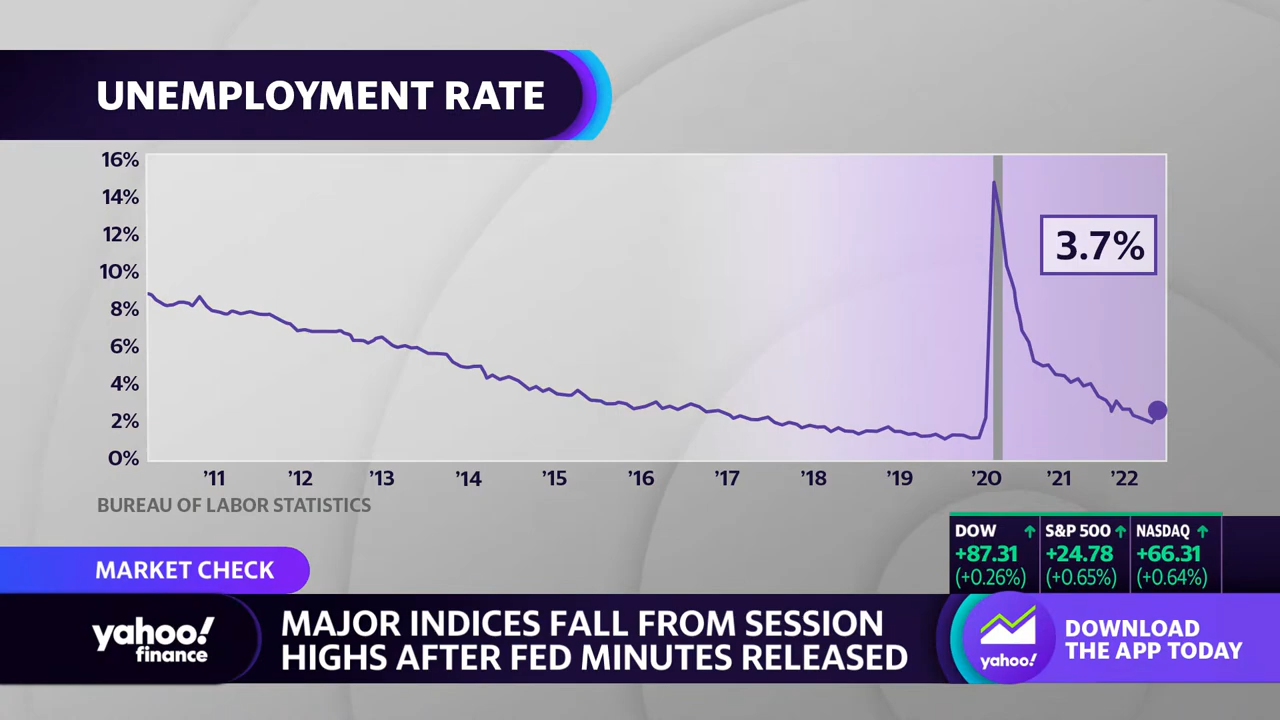 UNEMPLOYMENT RATE
16%
14%
12%
10%
8%
6%
4%
2%
0%
3.7%
'11 '12 '13 '14 '15 '16 '17 '18 '19 '20 '21 '22
BUREAU OF LABOR STATISTICS
DOW S&P 500 NASDAQ
+87.31 +24.78 +66.31
(+0.26%) (+0.65%) (+0.64%)
MARKET CHECK
yahoo!
finance
MAJOR INDICES FALL FROM SESSION
HIGHS AFTER FED MINUTES RELEASED
yahoo!
DOWNLOAD
THE APP TODAY